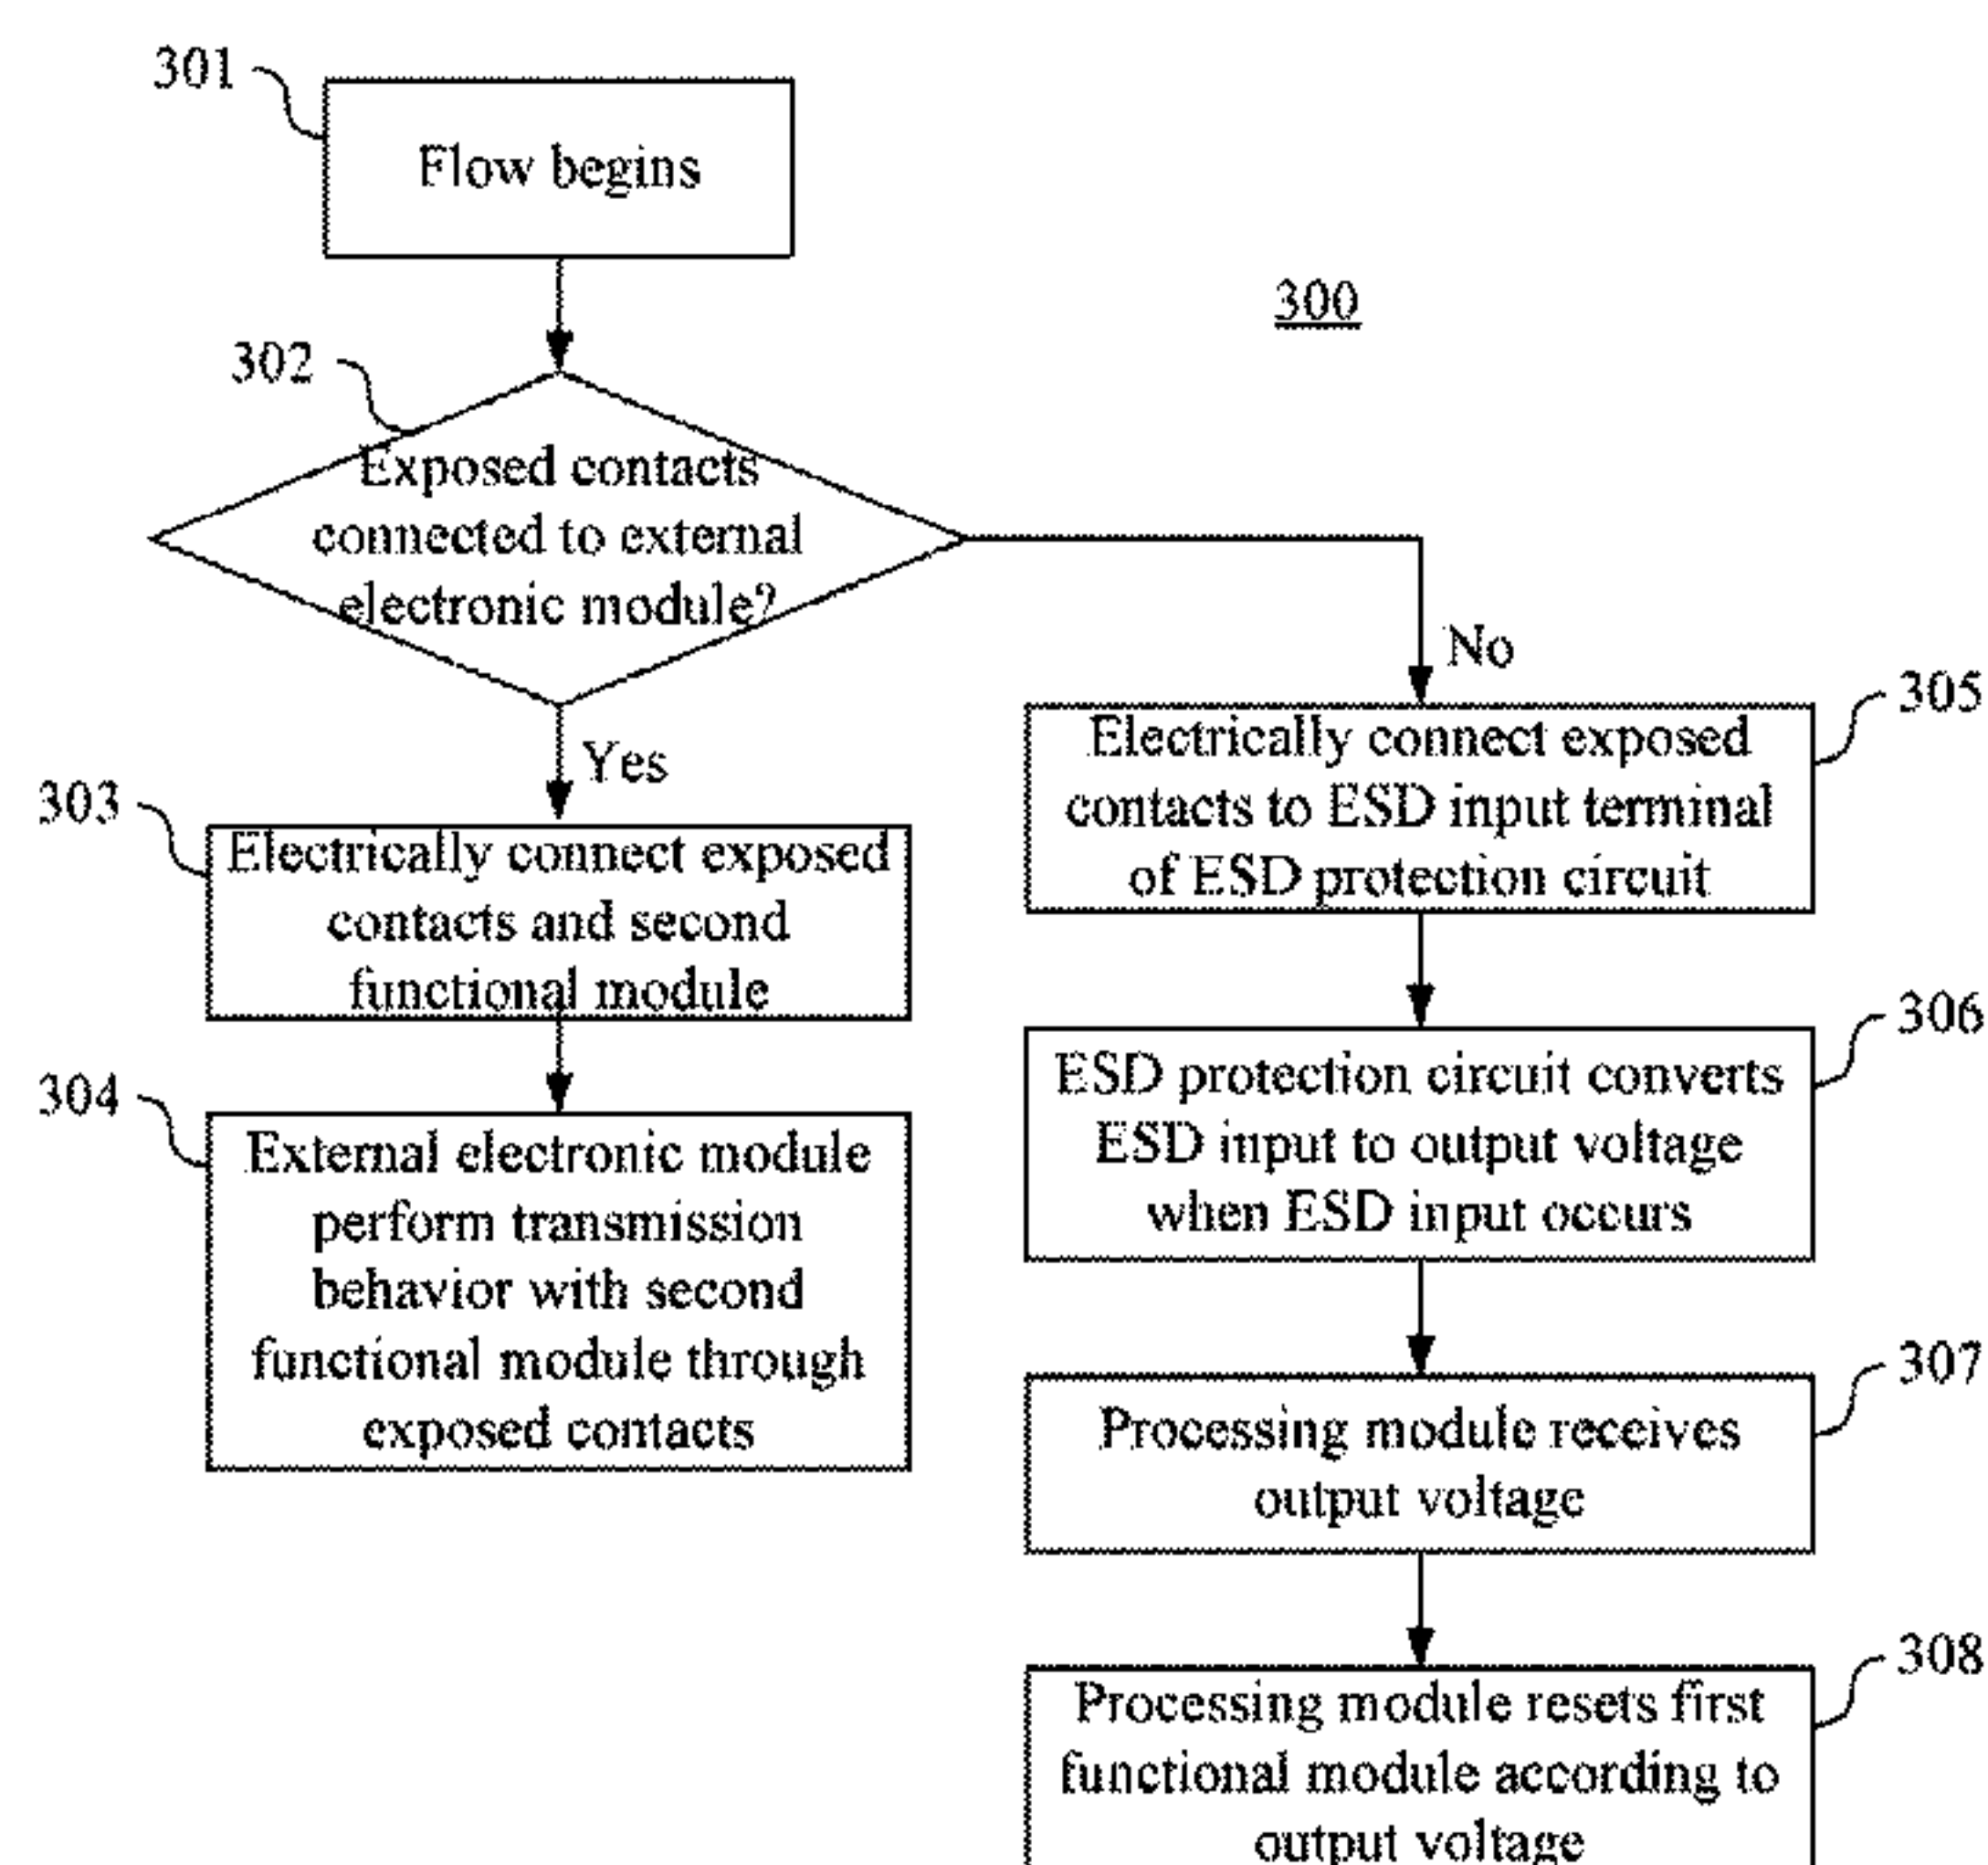 301
Flow begins
300
302
Exposed contacts
connected to external
electronic module?
No
Yes
303
Electrically connect exposed
contacts and second
functional module
304
External electronic module
perform transmission
behavior with second
functional module through
exposed contacts
305
Electrically connect exposed
contacts to ESD input terminal
of ESD protection circuit
306
ESD protection circuit converts
ESD input to output voltage
when ESD input occurs
307
Processing module receives
output voltage
308
Processing module resets first
functional module according to
output voltage